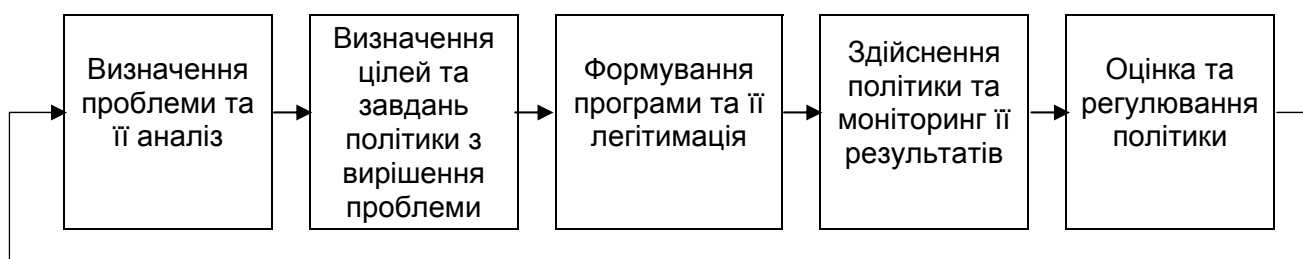 Визначення
проблеми та
її аналіз
Визначення
цілей та
завдань
політики з
вирішення
проблеми
Формування
програми та її
легітимація
Здійснення
політики та
моніторинг її
результатів
Оцінка та
регулювання
політики